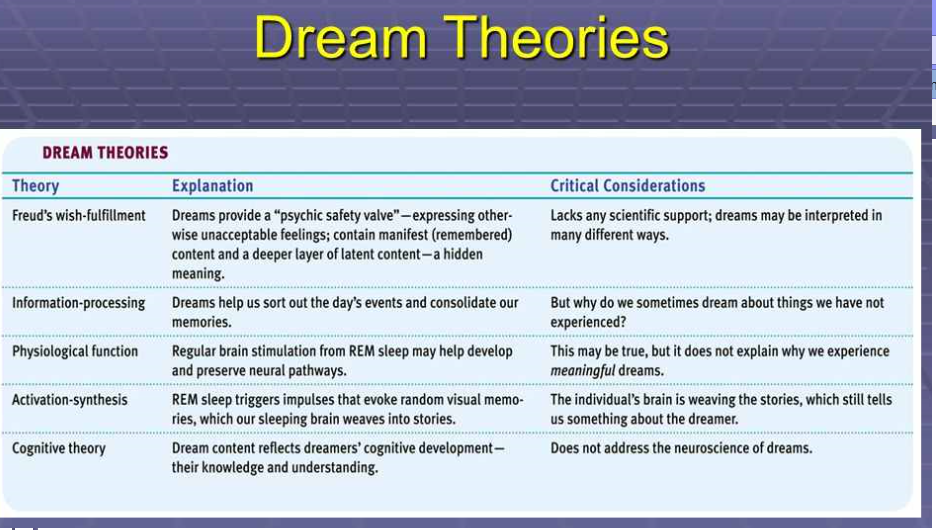 Dream Theories
DREAM THEORIES
Theory Explanation Critical Considerations
Freud's wish-fulfillment Dreams provide a “psychic safety valve”—expressing other- Lacks any scientific support; dreams may be interpreted in
wise unacceptable feelings; contain manifest (remembered) many different ways.
content and a deeper layer of latent content—a hidden
meaning.
Information-processing Dreams help us sort out the day's events and consolidate our But why do we sometimes dream about things we have not
memories. experienced?
Physiological function Regular brain stimulation from REM sleep may help develop This may be true, but it does not explain why we experience
and preserve neural pathways. meaningful dreams.
Activation-synthesis REM sleep triggers impulses that evoke random visual memo- The individual's brain is weaving the stories, which still tells
ries, which our sleeping brain weaves into stories. us something about the dreamer.
Cognitive theory Dream content reflects dreamers' cognitive development— Does not address the neuroscience of dreams.
their knowledge and understanding.